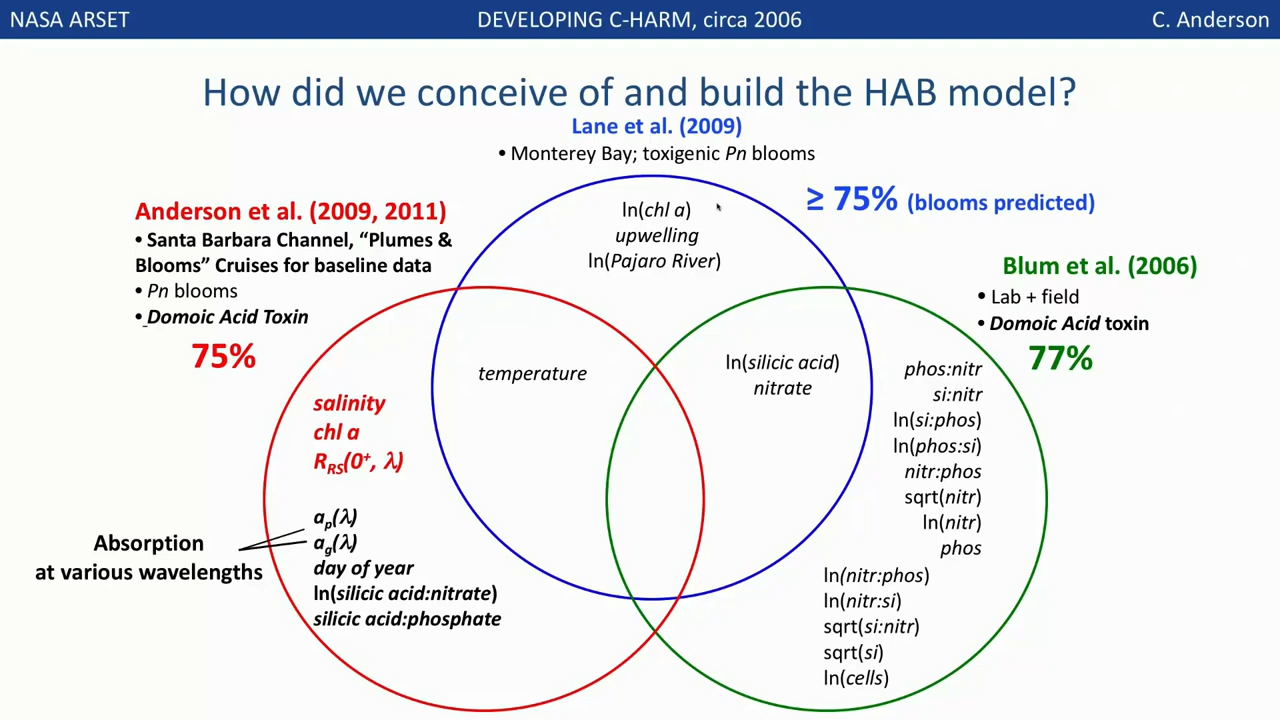 NASA ARSET
DEVELOPING C-HARM, circa 2006
C. Anderson
How did we conceive of and build the HAB model?
Lane et al. (2009)
• Monterey Bay; toxigenic Pn blooms
≥ 75% (blooms predicted)
ln(chl a)
upwelling
ln(Pajaro River)
Anderson et al. (2009, 2011)
• Santa Barbara Channel, “Plumes &
Blooms” Cruises for baseline data
• Pn blooms
• Domoic Acid Toxin
75%
Blum et al. (2006)
• Lab + field
• Domoic Acid toxin
77%
temperature
ln(silicic acid)
nitrate
salinity
chl a
RRS(0+, λ)
ap(λ)
ag(λ)
day of year
ln(silicic acid:nitrate)
silicic acid:phosphate
Absorption
at various wavelengths
phos:nitr
si:nitr
ln(si:phos)
ln(phos:si)
nitr:phos
sqrt(nitr)
ln(nitr)
phos
ln(nitr:phos)
ln(nitr:si)
sqrt(si:nitr)
sqrt(si)
ln(cells)